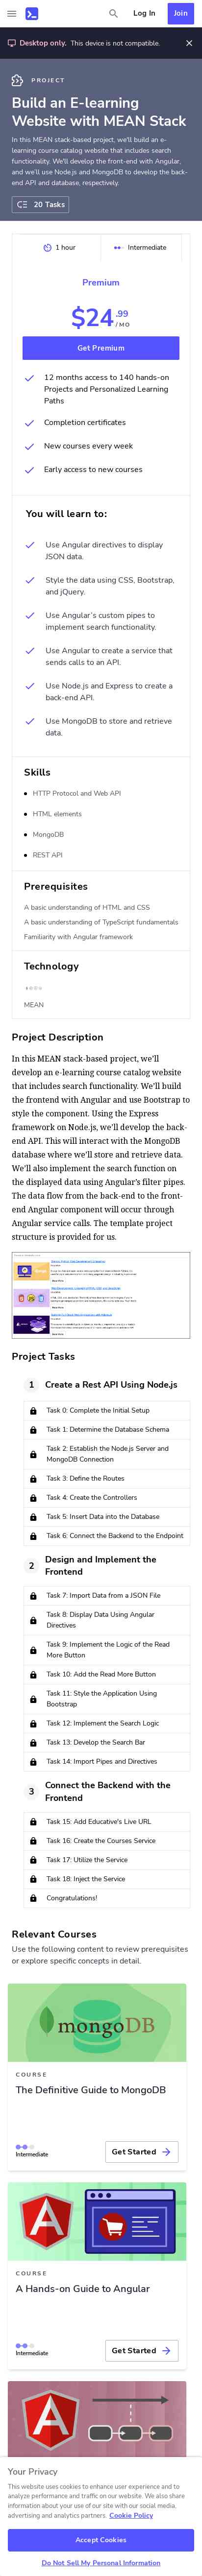 Log In
Join
Desktop only. This device is not compatible.
PROJECT
Build an E-learning
Website with MEAN Stack
In this MEAN stack-based project, we'll build an e-
learning course catalog website that includes search
functionality. We'll develop the front-end with Angular,
and we’ll use Node.js and MongoDB to develop the back-
end API and database, respectively.
20 Tasks
1 hour
Intermediate
Premium
$24.99
/MO
Get Premium
12 months access to 140 hands-on
Projects and Personalized Learning
Paths
Completion certificates
New courses every week
Early access to new courses
You will learn to:
Use Angular directives to display
JSON data.
Style the data using CSS, Bootstrap,
and jQuery.
Use Angular’s custom pipes to
implement search functionality.
Use Angular to create a service that
sends calls to an API.
Use Node.js and Express to create a
back-end API.
Use MongoDB to store and retrieve
data.
Skills
HTTP Protocol and Web API
HTML elements
MongoDB
REST API
Prerequisites
A basic understanding of HTML and CSS
A basic understanding of TypeScript fundamentals
Familiarity with Angular framework
Technology
MEAN
Project Description
In this MEAN stack-based project, we’ll
develop an e-learning course catalog website
that includes search functionality. We’ll build
the frontend with Angular and use Bootstrap to
style the component. Using the Express
framework on Node.js, we’ll develop the back-
end API. This will interact with the MongoDB
database where we’ll store and retrieve data.
We’ll also implement the search function on
the displayed data using Angular’s filter pipes.
The data flow from the back-end to the front-
end Angular component will occur through
Angular service calls. The template project
structure is provided for us.
Project Tasks
1
Create a Rest API Using Node.js
Task 0: Complete the Initial Setup
Task 1: Determine the Database Schema
Task 2: Establish the Node.js Server and
MongoDB Connection
Task 3: Define the Routes
Task 4: Create the Controllers
Task 5: Insert Data into the Database
Task 6: Connect the Backend to the Endpoint
2
Design and Implement the
Frontend
Task 7: Import Data from a JSON File
Task 8: Display Data Using Angular
Directives
Task 9: Implement the Logic of the Read
More Button
Task 10: Add the Read More Button
Task 11: Style the Application Using
Bootstrap
Task 12: Implement the Search Logic
Task 13: Develop the Search Bar
Task 14: Import Pipes and Directives
3
Connect the Backend with the
Frontend
Task 15: Add Educative's Live URL
Task 16: Create the Courses Service
Task 17: Utilize the Service
Task 18: Inject the Service
Congratulations!
Relevant Courses
Use the following content to review prerequisites
or explore specific concepts in detail.
mongoDB
COURSE
The Definitive Guide to MongoDB
Intermediate
Get Started
COURSE
A Hands-on Guide to Angular
Intermediate
Get Started
Your Privacy
This website uses cookies to enhance user experience and to
analyze performance and traffic on our website. We also share
information about your use of our site with our social media,
advertising and analytics partners. Cookie Policy
Accept Cookies
Do Not Sell My Personal Information